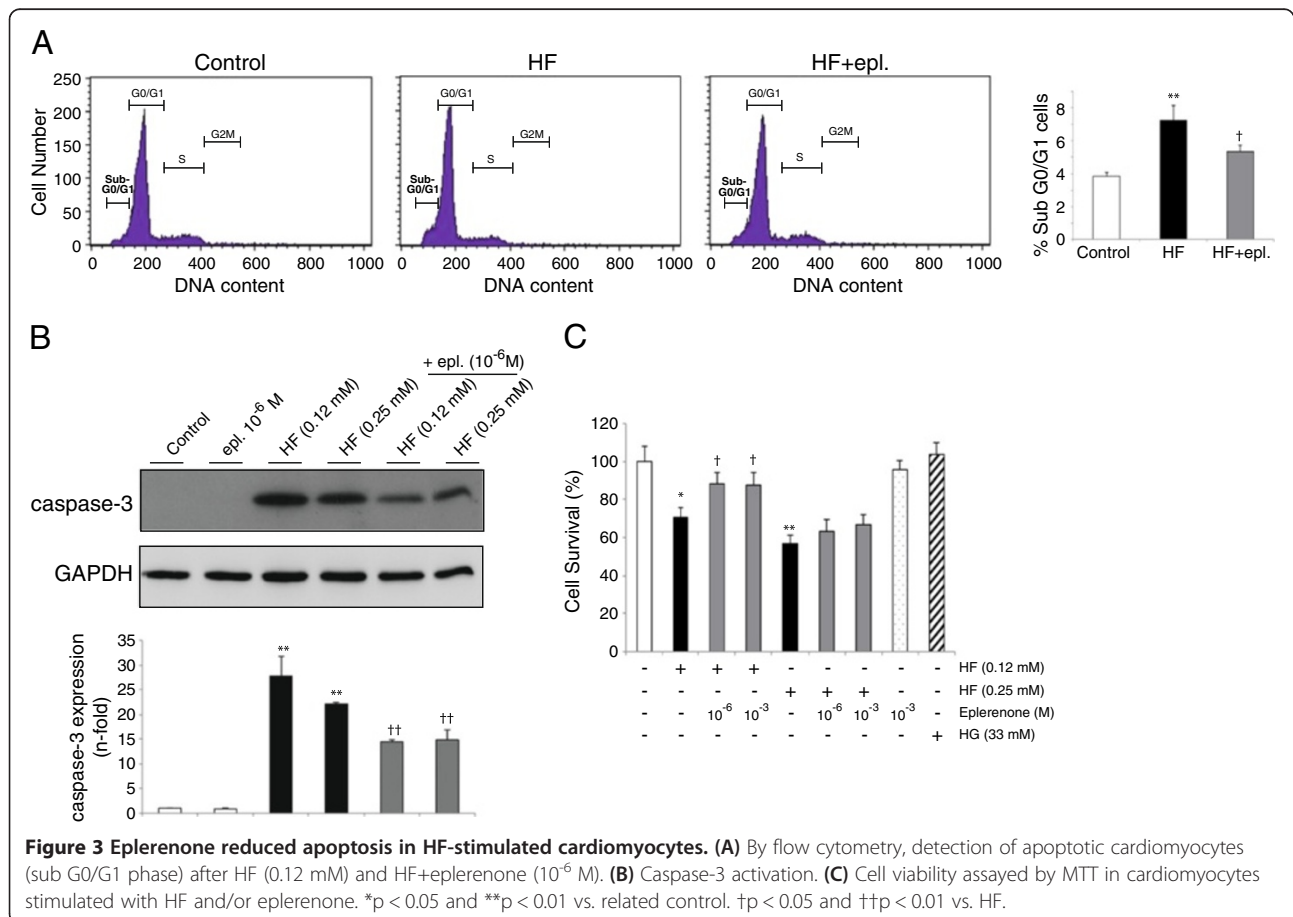 A
Control
HF
HF+epl.
250
200
150
100
50
0
Cell Number
G0/G1
G2M
S
Sub-
G0/G1
0 200 400 600 800 1000
DNA content
G0/G1
G2M
S
Sub-
G0/G1
0 200 400 600 800 1000
DNA content
G0/G1
G2M
S
Sub-
G0/G1
0 200 400 600 800 1000
DNA content
% Sub G0/G1 cells
8
6
4
2
0
**
†
Control HF HF+epl.
B
+ epl. (10⁻⁶M)
Control
epl. 10⁻⁶ M
HF (0.12 mM)
HF (0.25 mM)
HF (0.12 mM)
HF (0.25 mM)
caspase-3
GAPDH
caspase-3 expression
(n-fold)
35
30
25
20
15
10
5
0
** ** †† ††
C
Cell Survival (%)
120
100
80
60
40
20
0
* † † **
- + + + - - - - - HF (0.12 mM)
- - - - + + + - - HF (0.25 mM)
- - 10⁻⁶ 10⁻³ - 10⁻⁶ 10⁻³ 10⁻³ - Eplerenone (M)
- - - - - - - - + HG (33 mM)
Figure 3 Eplerenone reduced apoptosis in HF-stimulated cardiomyocytes. (A) By flow cytometry, detection of apoptotic cardiomyocytes
(sub G0/G1 phase) after HF (0.12 mM) and HF+eplerenone (10⁻⁶ M). (B) Caspase-3 activation. (C) Cell viability assayed by MTT in cardiomyocytes
stimulated with HF and/or eplerenone. *p < 0.05 and **p < 0.01 vs. related control. †p < 0.05 and ††p < 0.01 vs. HF.